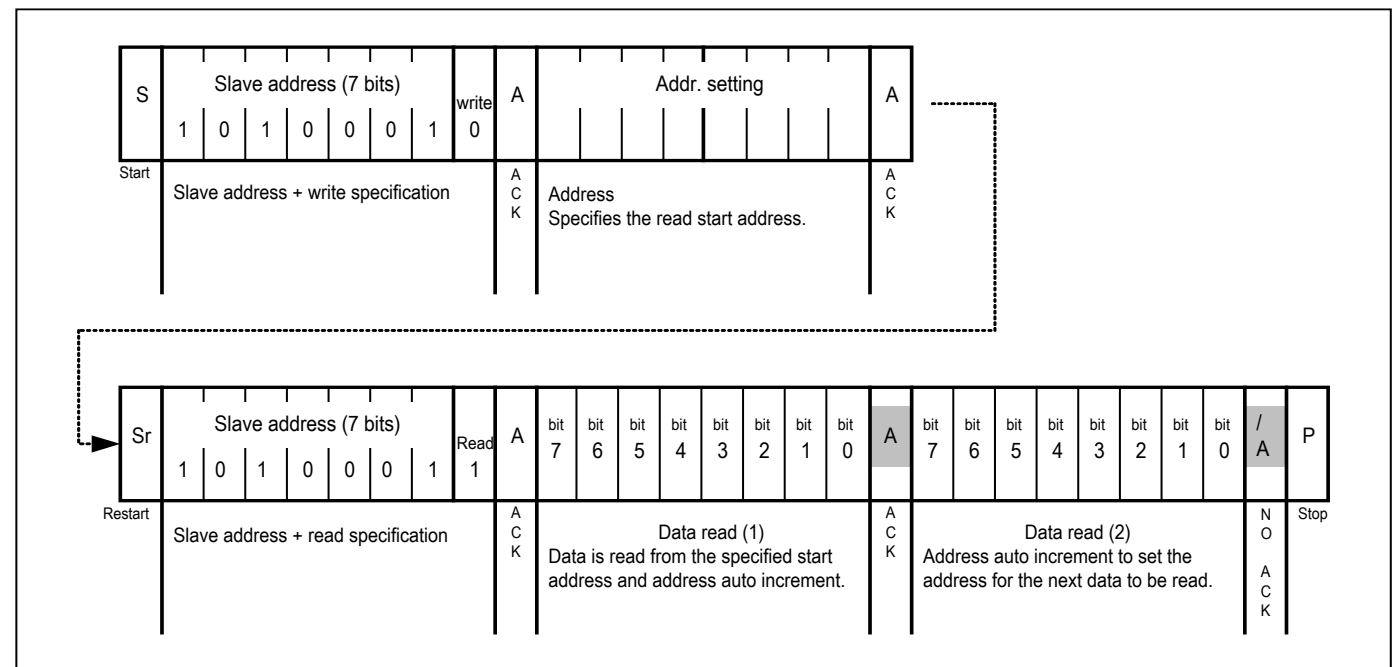 S Slave address (7 bits) write A Addr. setting A
1 0 1 0 0 0 1 0
Start
Slave address + write specification
A C K
Address
Specifies the read start address.
A C K
Sr Slave address (7 bits) Read A bit 7 bit 6 bit 5 bit 4 bit 3 bit 2 bit 1 bit 0 A bit 7 bit 6 bit 5 bit 4 bit 3 bit 2 bit 1 bit 0 / A P
1 0 1 0 0 0 1 1
Restart
Slave address + read specification
A C K
Data read (1)
Data is read from the specified start
address and address auto increment.
A C K
Data read (2)
Address auto increment to set the
address for the next data to be read.
N O A C K
Stop